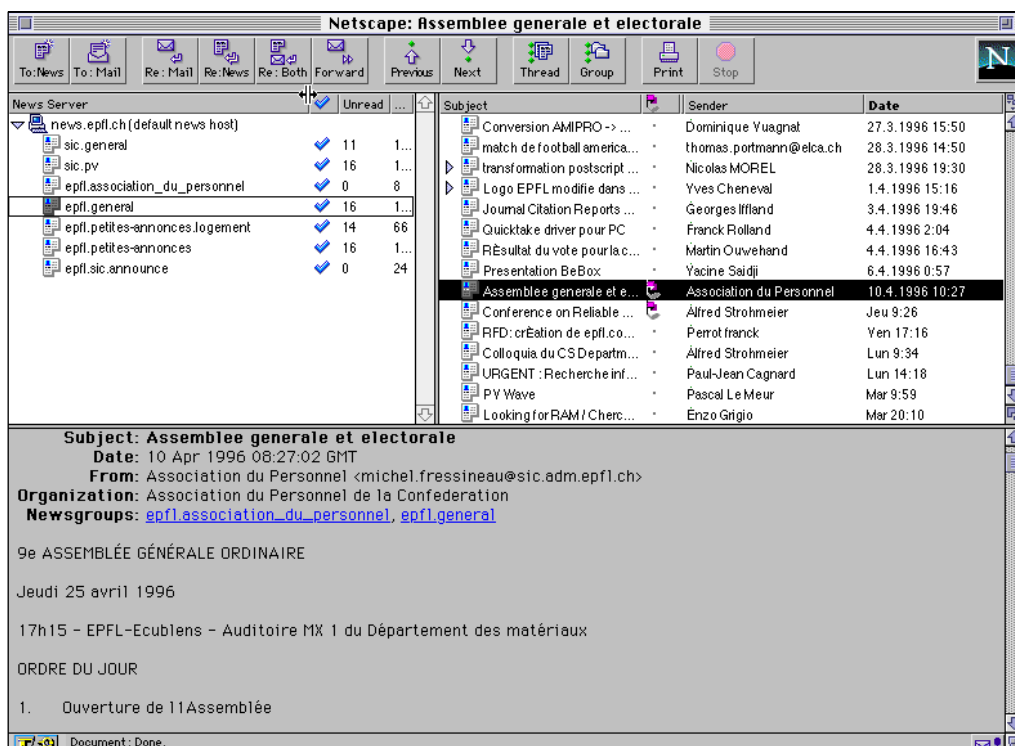 Netscape: Assemblee generale et electorale
To:News To:Mail Re:Mail Re:News Re:Both Forward Previous Next Thread Group Print Stop
N
News Server Unread ...
news.epfl.ch (default news host)
sic.general 11 1...
sic.pv 16 1...
epfl.association_du_personnel 0 8
epfl.general 16 1...
epfl.petites-annonces.logement 14 66
epfl.petites-annonces 16 1...
epfl.sic.announce 0 24
Subject Sender Date
Conversion AMIPRO -> ... Dominique Vuagnat 27.3.1996 15:50
match de football america... thomas.portmann@elca.ch 28.3.1996 14:50
transformation postscript ... Nicolas MOREL 28.3.1996 19:30
Logo EPFL modifie dans ... Yves Cheneval 1.4.1996 15:16
Journal Citation Reports ... Georges Iffland 3.4.1996 19:46
Quicktake driver pour PC Franck Rolland 4.4.1996 2:04
RÈsultat du vote pour la c... Martin Ouwehand 4.4.1996 16:43
Presentation BeBox Yacine Saidji 6.4.1996 0:57
Assemblee generale et e... Association du Personnel 10.4.1996 10:27
Conference on Reliable ... Alfred Strohmeier Jeu 9:26
RFD: crÈation de epfl.co... Perrot franck Ven 17:16
Colloquia du CS Departm... Alfred Strohmeier Lun 9:34
URGENT : Recherche inf... Paul-Jean Cagnard Lun 14:18
PV Wave Pascal Le Meur Mar 9:59
Looking for RAM / Cherc... Enzo Grigio Mar 20:10
Subject: Assemblee generale et electorale
Date: 10 Apr 1996 08:27:02 GMT
From: Association du Personnel <michel.fressineau@sic.adm.epfl.ch>
Organization: Association du Personnel de la Confederation
Newsgroups: epfl.association_du_personnel, epfl.general
9e ASSEMBLÉE GÉNÉRALE ORDINAIRE
Jeudi 25 avril 1996
17h15 - EPFL-Ecublens - Auditoire MX 1 du Département des matériaux
ORDRE DU JOUR
1. Ouverture de l1Assemblée
Document: Done.